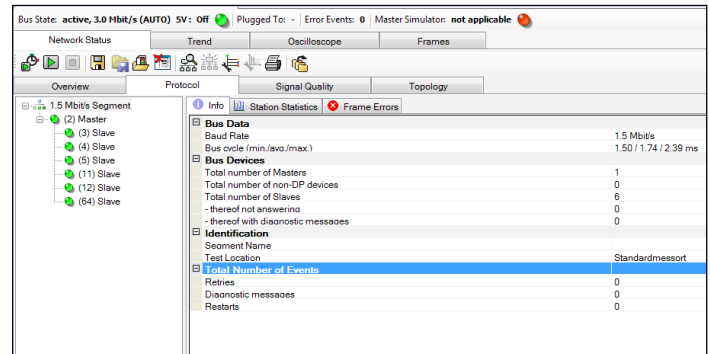 Bus State: active, 3.0 Mbit/s (AUTO) 5V: Off Plugged To: - Error Events: 0 Master Simulator: not applicable
Network Status Trend Oscilloscope Frames
Overview Protocol Signal Quality Topology
1.5 Mbit/s Segment
(2) Master
(3) Slave
(4) Slave
(5) Slave
(11) Slave
(12) Slave
(64) Slave
Info Station Statistics Frame Errors
Bus Data
Baud Rate 1.5 Mbit/s
Bus cycle (min./avg./max.) 1.50 / 1.74 / 2.39 ms
Bus Devices
Total number of Masters 1
Total number of non-DP devices 0
Total number of Slaves 6
- thereof not answering 0
- thereof with diagnostic messages 0
Identification
Segment Name
Test Location Standardmessort
Total Number of Events
Retries 0
Diagnostic messages 0
Restarts 0